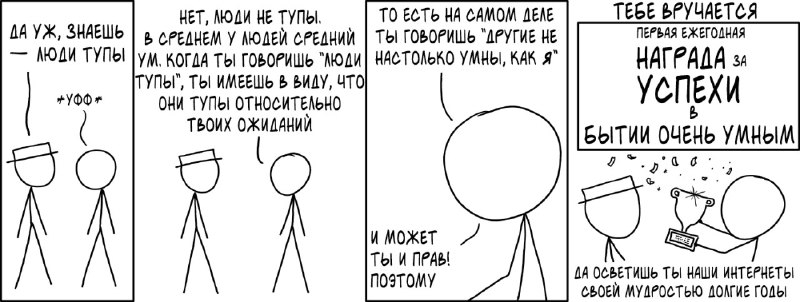 ДА УЖ, ЗНАЕШЬ
— ЛЮДИ ТУПЫ
*УФФ*
НЕТ, ЛЮДИ НЕ ТУПЫ.
В СРЕДНЕМ У ЛЮДЕЙ СРЕДНИЙ
УМ. КОГДА ТЫ ГОВОРИШЬ "ЛЮДИ
ТУПЫ", ТЫ ИМЕЕШЬ В ВИДУ, ЧТО
ОНИ ТУПЫ ОТНОСИТЕЛЬНО
ТВОИХ ОЖИДАНИЙ
ТО ЕСТЬ НА САМОМ ДЕЛЕ
ТЫ ГОВОРИШЬ "ДРУГИЕ НЕ
НАСТОЛЬКО УМНЫ, КАК Я"
И МОЖЕТ
ТЫ И ПРАВ!
ПОЭТОМУ
ТЕБЕ ВРУЧАЕТСЯ
ПЕРВАЯ ЕЖЕГОДНАЯ
НАГРАДА ЗА
УСПЕХИ
В
БЫТИИ ОЧЕНЬ УМНЫМ
ДА ОСВЕТИШЬ ТЫ НАШИ ИНТЕРНЕТЫ
СВОЕЙ МУДРОСТЬЮ ДОЛГИЕ ГОДЫ